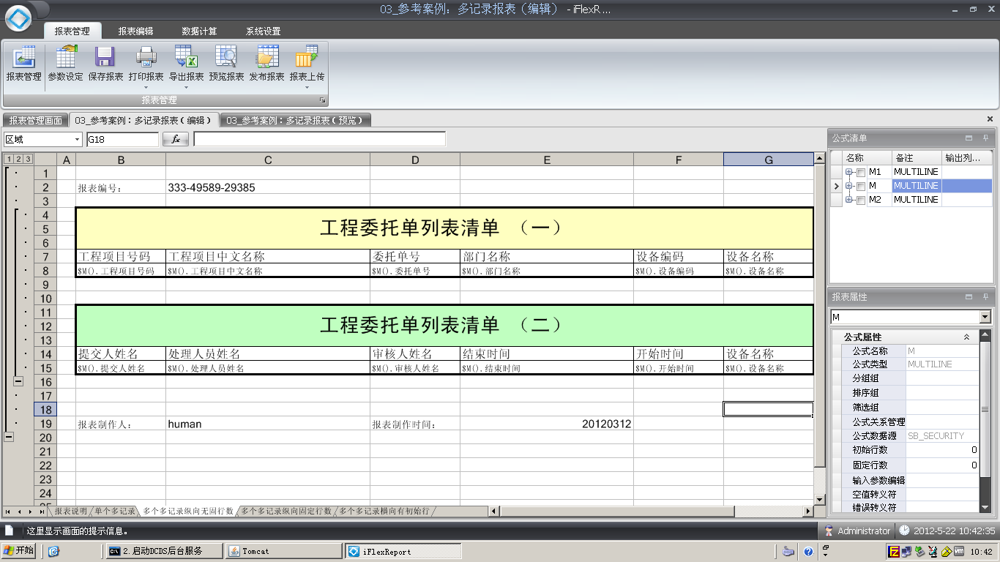 03_参考案例：多记录报表（编辑） - iFlexR...
报表管理 报表编辑 数据计算 系统设置
报表管理 参数设定 保存报表 打印报表 导出报表 预览报表 发布报表 报表上传
报表管理
报表管理画面 03_参考案例：多记录报表（编辑） 03_参考案例：多记录报表（预览）
区域 G18 fx
1 2 3 A B C D E F G
1
2 报表编号： 333-49589-29385
3
4
5 工程委托单列表清单 （一）
6
7 工程项目号码 工程项目中文名称 委托单号 部门名称 设备编码 设备名称
8 $M().工程项目号码 $M().工程项目中文名称 $M().委托单号 $M().部门名称 $M().设备编码 $M().设备名称
9
10
11
12 工程委托单列表清单 （二）
13
14 提交人姓名 处理人员姓名 审核人姓名 结束时间 开始时间 设备名称
15 $M().提交人姓名 $M().处理人员姓名 $M().审核人姓名 $M().结束时间 $M().开始时间 $M().设备名称
16
17
18
19 报表制作人： human 报表制作时间： 20120312
20
21
22
23
24
报表说明 单个多记录 多个多记录纵向无固行数 多个多记录纵向固定行数 多个多记录横向有初始行
公式清单
名称 备注 输出列...
M1 MULTILINE
M MULTILINE
M2 MULTILINE
报表属性
M
公式属性
公式名称 M
公式类型 MULTILINE
分组组
排序组
筛选组
公式关系管理
公式数据源 SB_SECURITY
初始行数 0
固定行数 0
输入参数编辑
空值转义符
错误转义符
这里显示画面的提示信息。 Administrator 2012-5-22 10:42:35
开始 2.启动DCDS后台服务 Tomcat iFlexReport 10:42